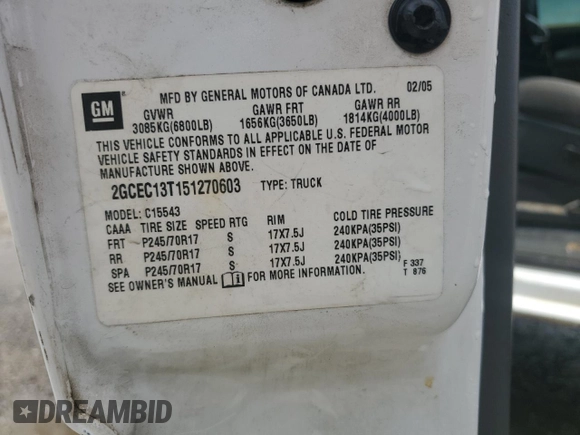 MFD BY GENERAL MOTORS OF CANADA LTD. 02/05
GM
GVWR GAWR FRT GAWR RR
3085KG(6800LB) 1656KG(3650LB) 1814KG(4000LB)
THIS VEHICLE CONFORMS TO ALL APPLICABLE U.S. FEDERAL MOTOR
VEHICLE SAFETY STANDARDS IN EFFECT ON THE DATE OF
MANUFACTURE SHOWN ABOVE.
2GCEC13T151270603 TYPE: TRUCK
MODEL: C15543
CAAA TIRE SIZE SPEED RTG RIM COLD TIRE PRESSURE
FRT P245/70R17 S 17X7.5J 240KPA(35PSI)
RR P245/70R17 S 17X7.5J 240KPA(35PSI)
SPA P245/70R17 S 17X7.5J 240KPA(35PSI)
F 337
T 876
SEE OWNER'S MANUAL FOR MORE INFORMATION.
DREAMBID